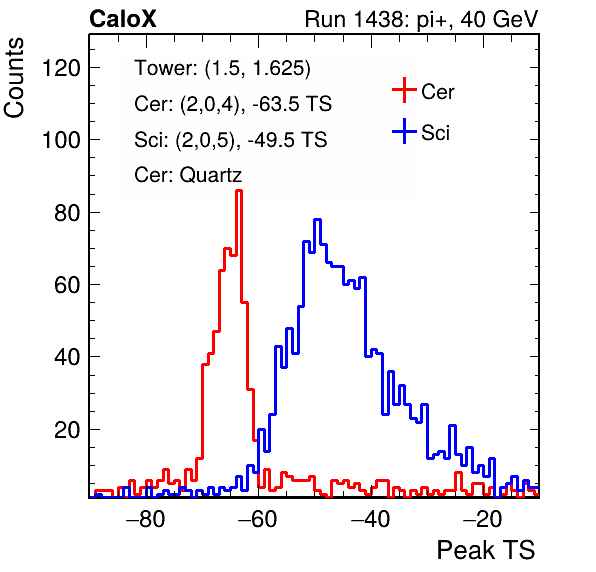 CaloX Run 1438: pi+, 40 GeV
Counts
Tower: (1.5, 1.625)
Cer: (2,0,4), -63.5 TS
Sci: (2,0,5), -49.5 TS
Cer: Quartz
Cer
Sci
120
100
80
60
40
20
−80 −60 −40 −20
Peak TS